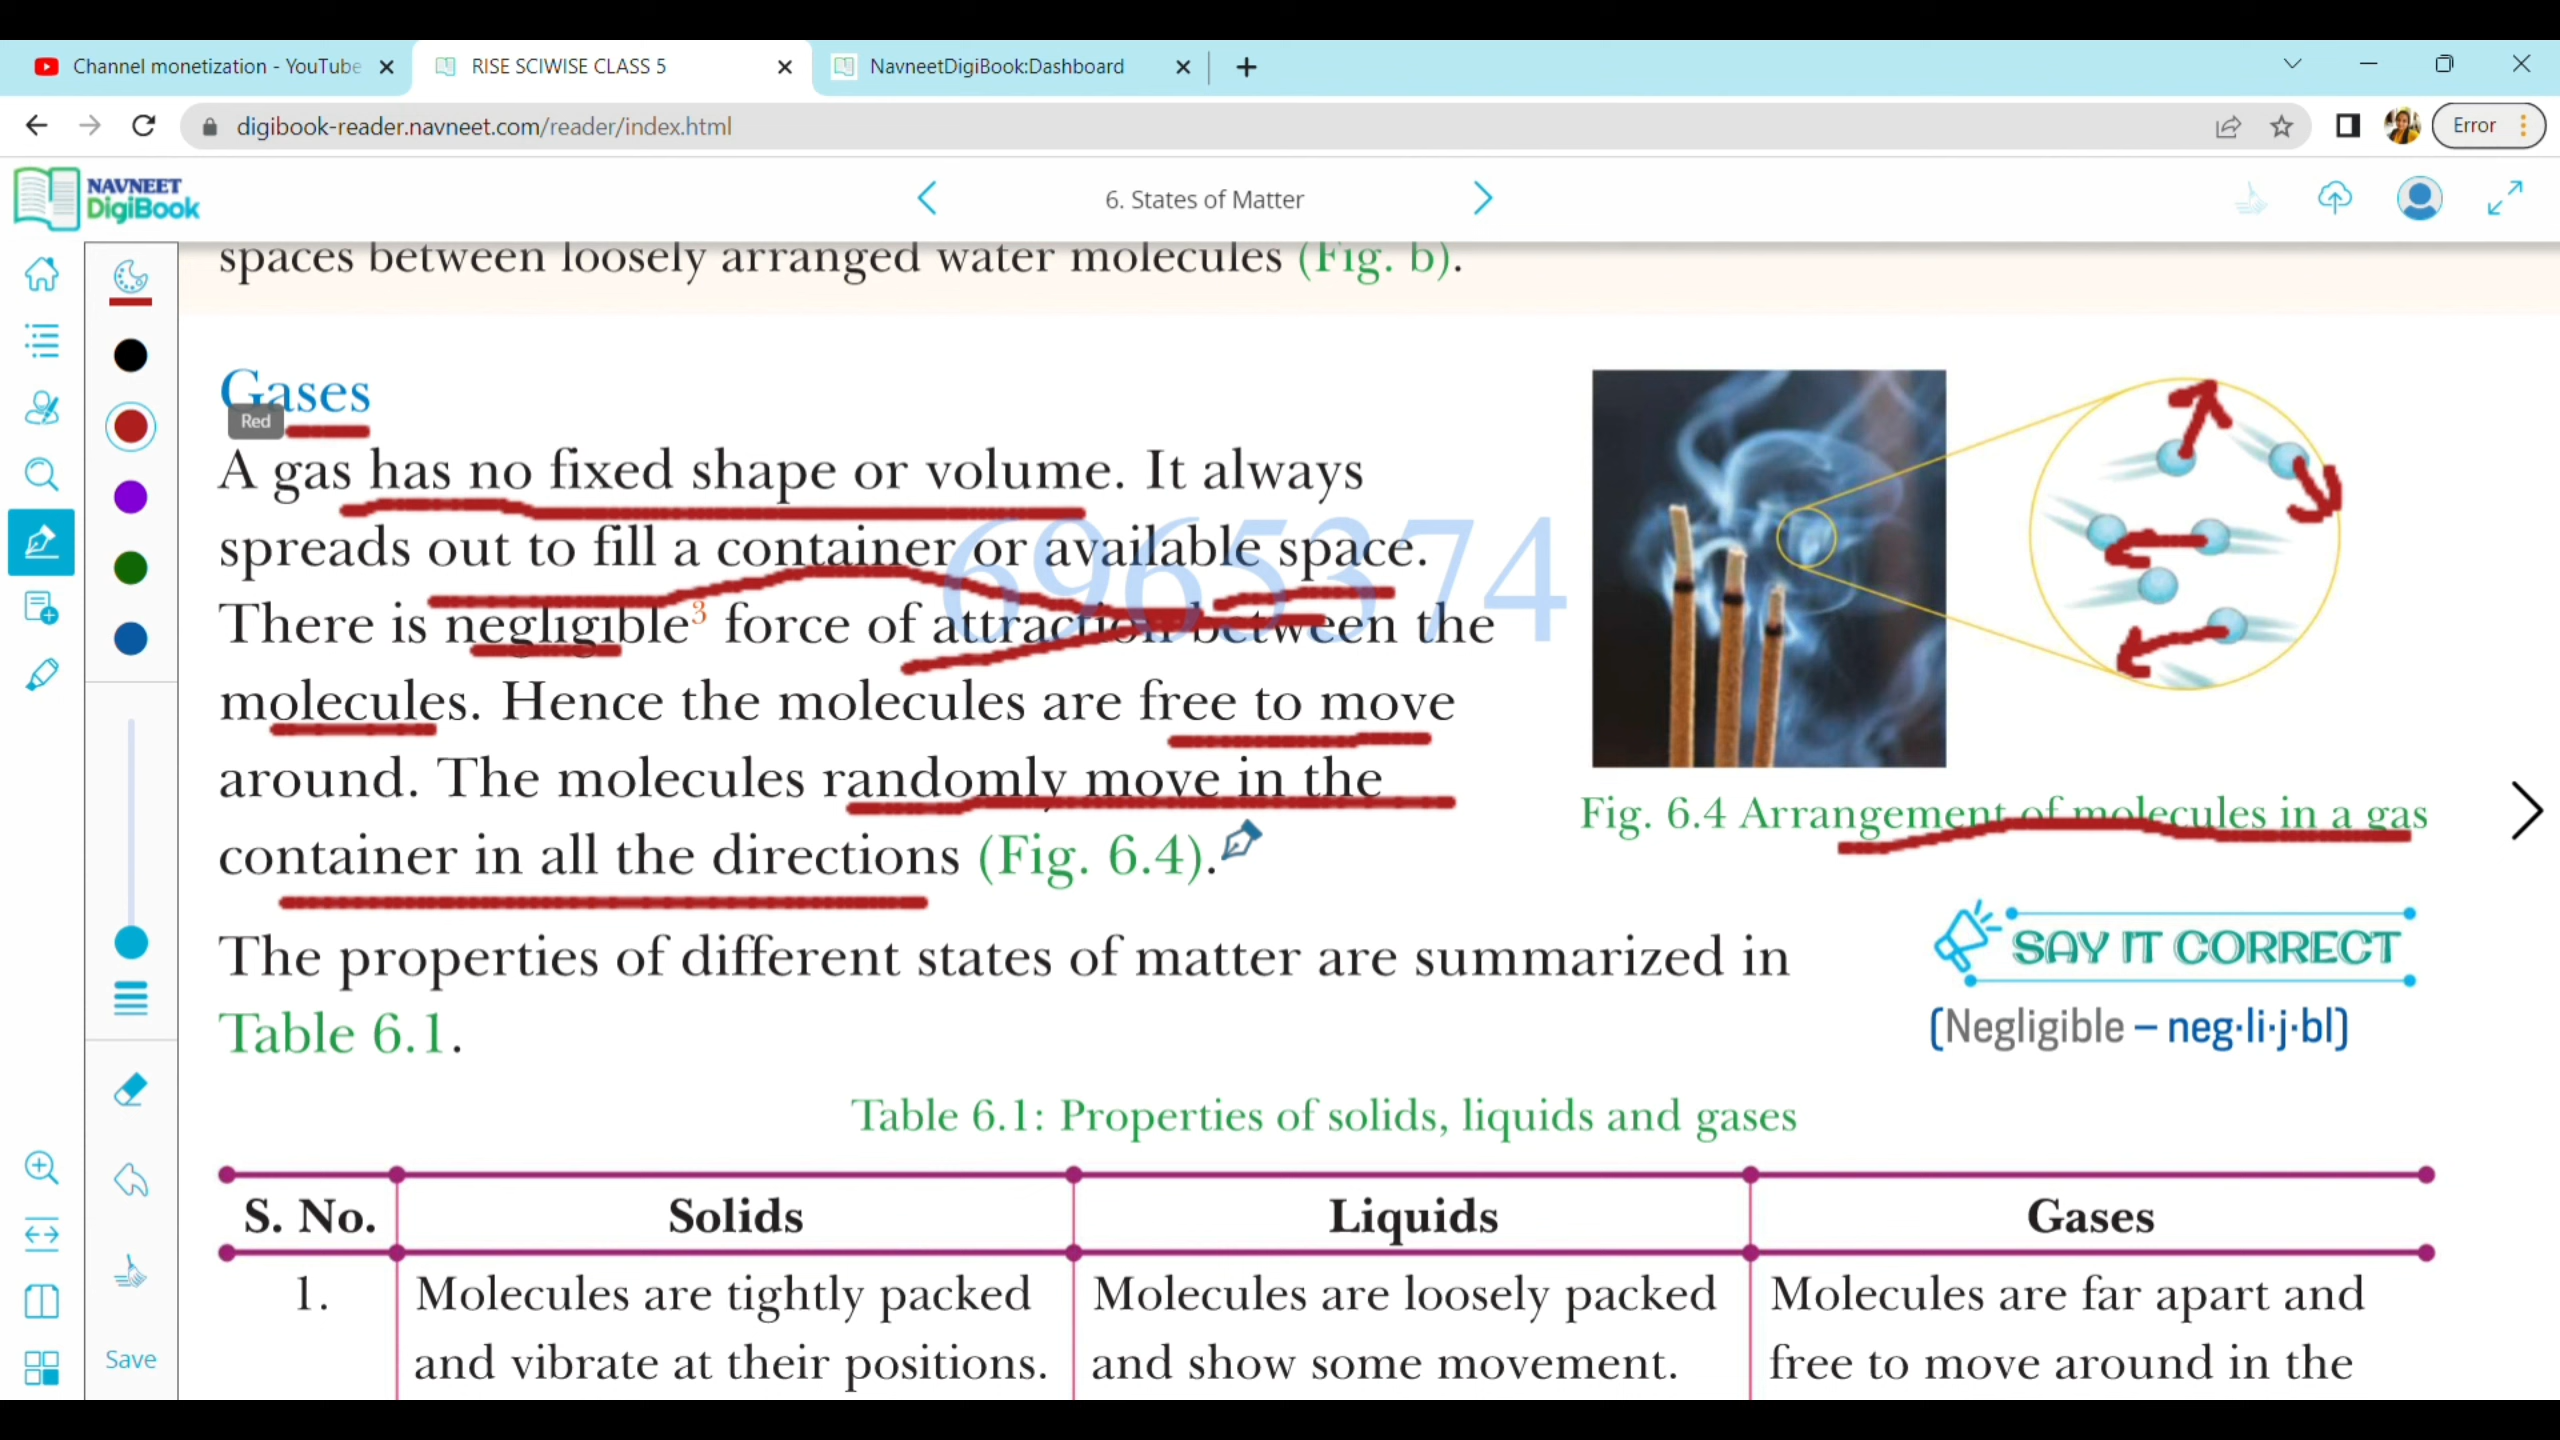 Channel monetization - YouTube
RISE SCIWISE CLASS 5
NavneetDigiBook:Dashboard
digibook-reader.navneet.com/reader/index.html
Error
NAVNEET
DigiBook
6. States of Matter
spaces between loosely arranged water molecules (Fig. b).
Gases
Red
A gas has no fixed shape or volume. It always
spreads out to fill a container or available space.
There is negligible³ force of attraction between the
molecules. Hence the molecules are free to move
around. The molecules randomly move in the
container in all the directions (Fig. 6.4).
6965374
Fig. 6.4 Arrangement of molecules in a gas
The properties of different states of matter are summarized in
Table 6.1.
SAY IT CORRECT
(Negligible – neg·li·j·bl)
Table 6.1: Properties of solids, liquids and gases
S. No. Solids Liquids Gases
1. Molecules are tightly packed Molecules are loosely packed Molecules are far apart and
and vibrate at their positions. and show some movement. free to move around in the
Save